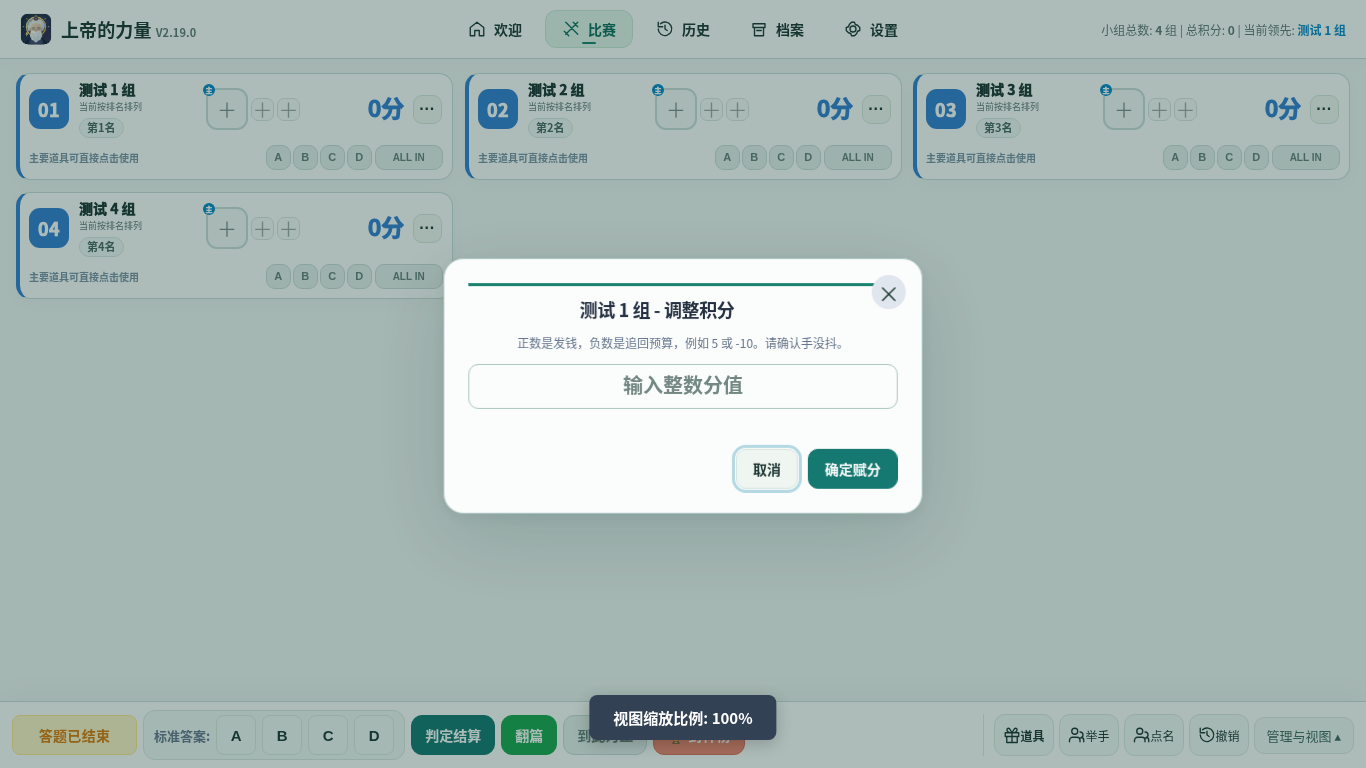 上帝的力量 V2.19.0
欢迎
比赛
历史
档案
设置
小组总数: 4 组 | 总积分: 0 | 当前领先: 测试 1 组
01
测试 1 组
当前按排名排列
第1名
主
0分
主要道具可直接点击使用
A B C D ALL IN
02
测试 2 组
当前按排名排列
第2名
主
0分
主要道具可直接点击使用
A B C D ALL IN
03
测试 3 组
当前按排名排列
第3名
主
0分
主要道具可直接点击使用
A B C D ALL IN
04
测试 4 组
当前按排名排列
第4名
主
0分
主要道具可直接点击使用
A B C D ALL IN
测试 1 组 - 调整积分
正数是发钱，负数是追回预算，例如 5 或 -10。请确认手没抖。
输入整数分值
取消
确定赋分
视图缩放比例: 100%
答题已结束
标准答案: A B C D
判定结算
翻篇
道具
举手
点名
撤销
管理与视图 ▴